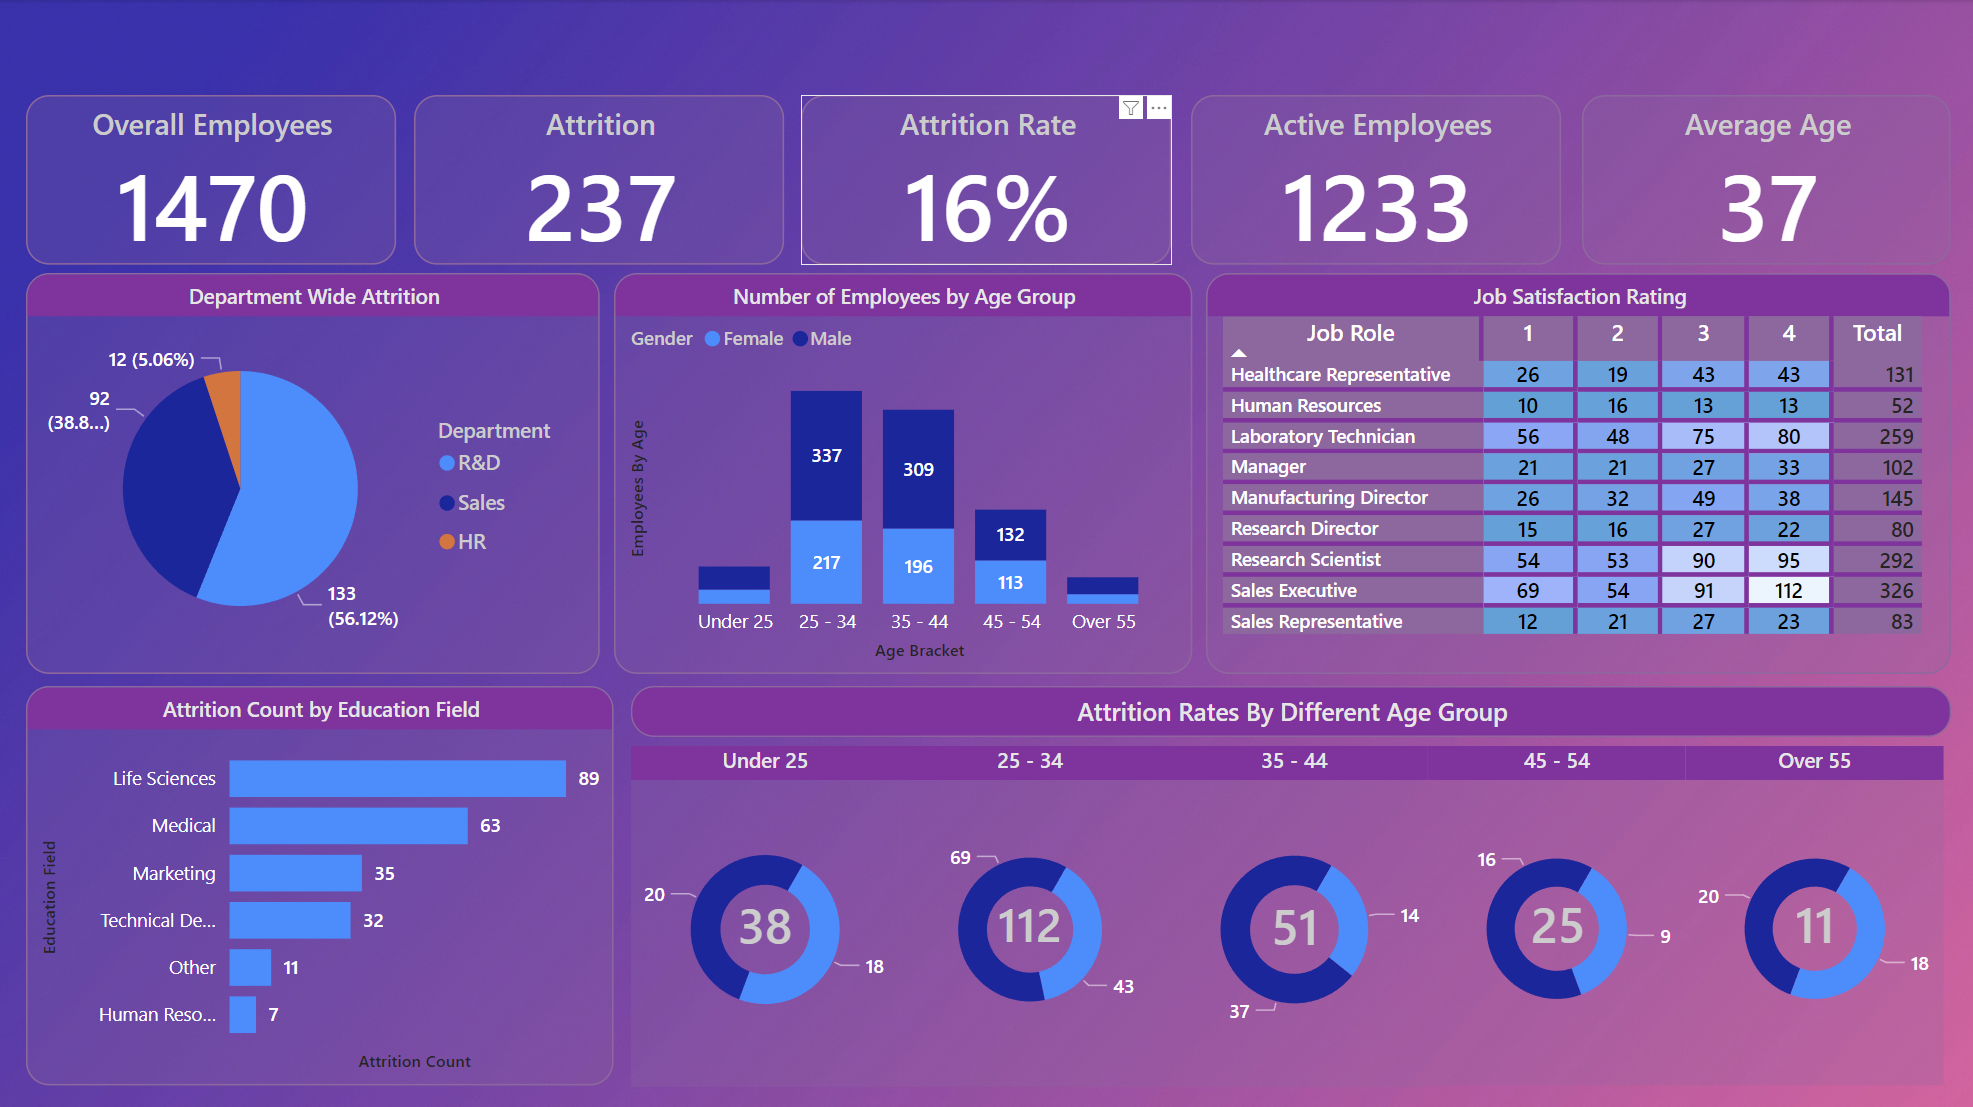 Overall Employees
1470
Attrition
237
Attrition Rate
16%
Active Employees
1233
Average Age
37
Department Wide Attrition
12 (5.06%)
92
(38.8...)
133
(56.12%)
Department
R&D
Sales
HR
Number of Employees by Age Group
Gender Female Male
Employees By Age
337
309
132
217
196
113
Under 25 25 - 34 35 - 44 45 - 54 Over 55
Age Bracket
Job Satisfaction Rating
Job Role 1 2 3 4 Total
Healthcare Representative 26 19 43 43 131
Human Resources 10 16 13 13 52
Laboratory Technician 56 48 75 80 259
Manager 21 21 27 33 102
Manufacturing Director 26 32 49 38 145
Research Director 15 16 27 22 80
Research Scientist 54 53 90 95 292
Sales Executive 69 54 91 112 326
Sales Representative 12 21 27 23 83
Attrition Count by Education Field
Education Field
Life Sciences 89
Medical 63
Marketing 35
Technical De... 32
Other 11
Human Reso... 7
Attrition Count
Attrition Rates By Different Age Group
Under 25 25 - 34 35 - 44 45 - 54 Over 55
20
38
18
69
112
43
14
51
37
16
25
9
20
11
18